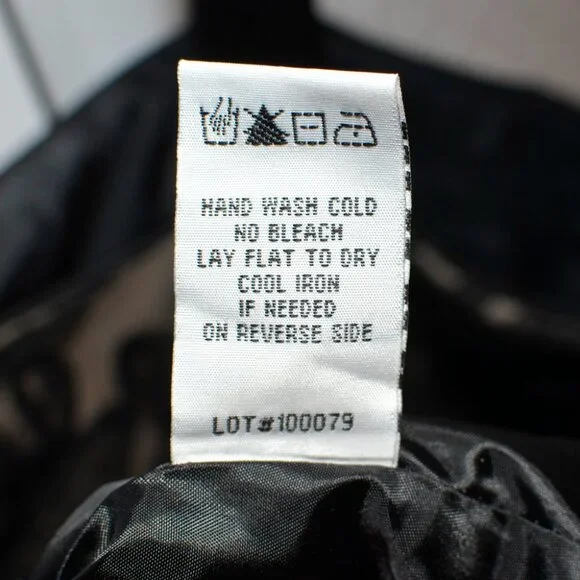 HAND WASH COLD
NO BLEACH
LAY FLAT TO DRY
COOL IRON
IF NEEDED
ON REVERSE SIDE
LOT#100079